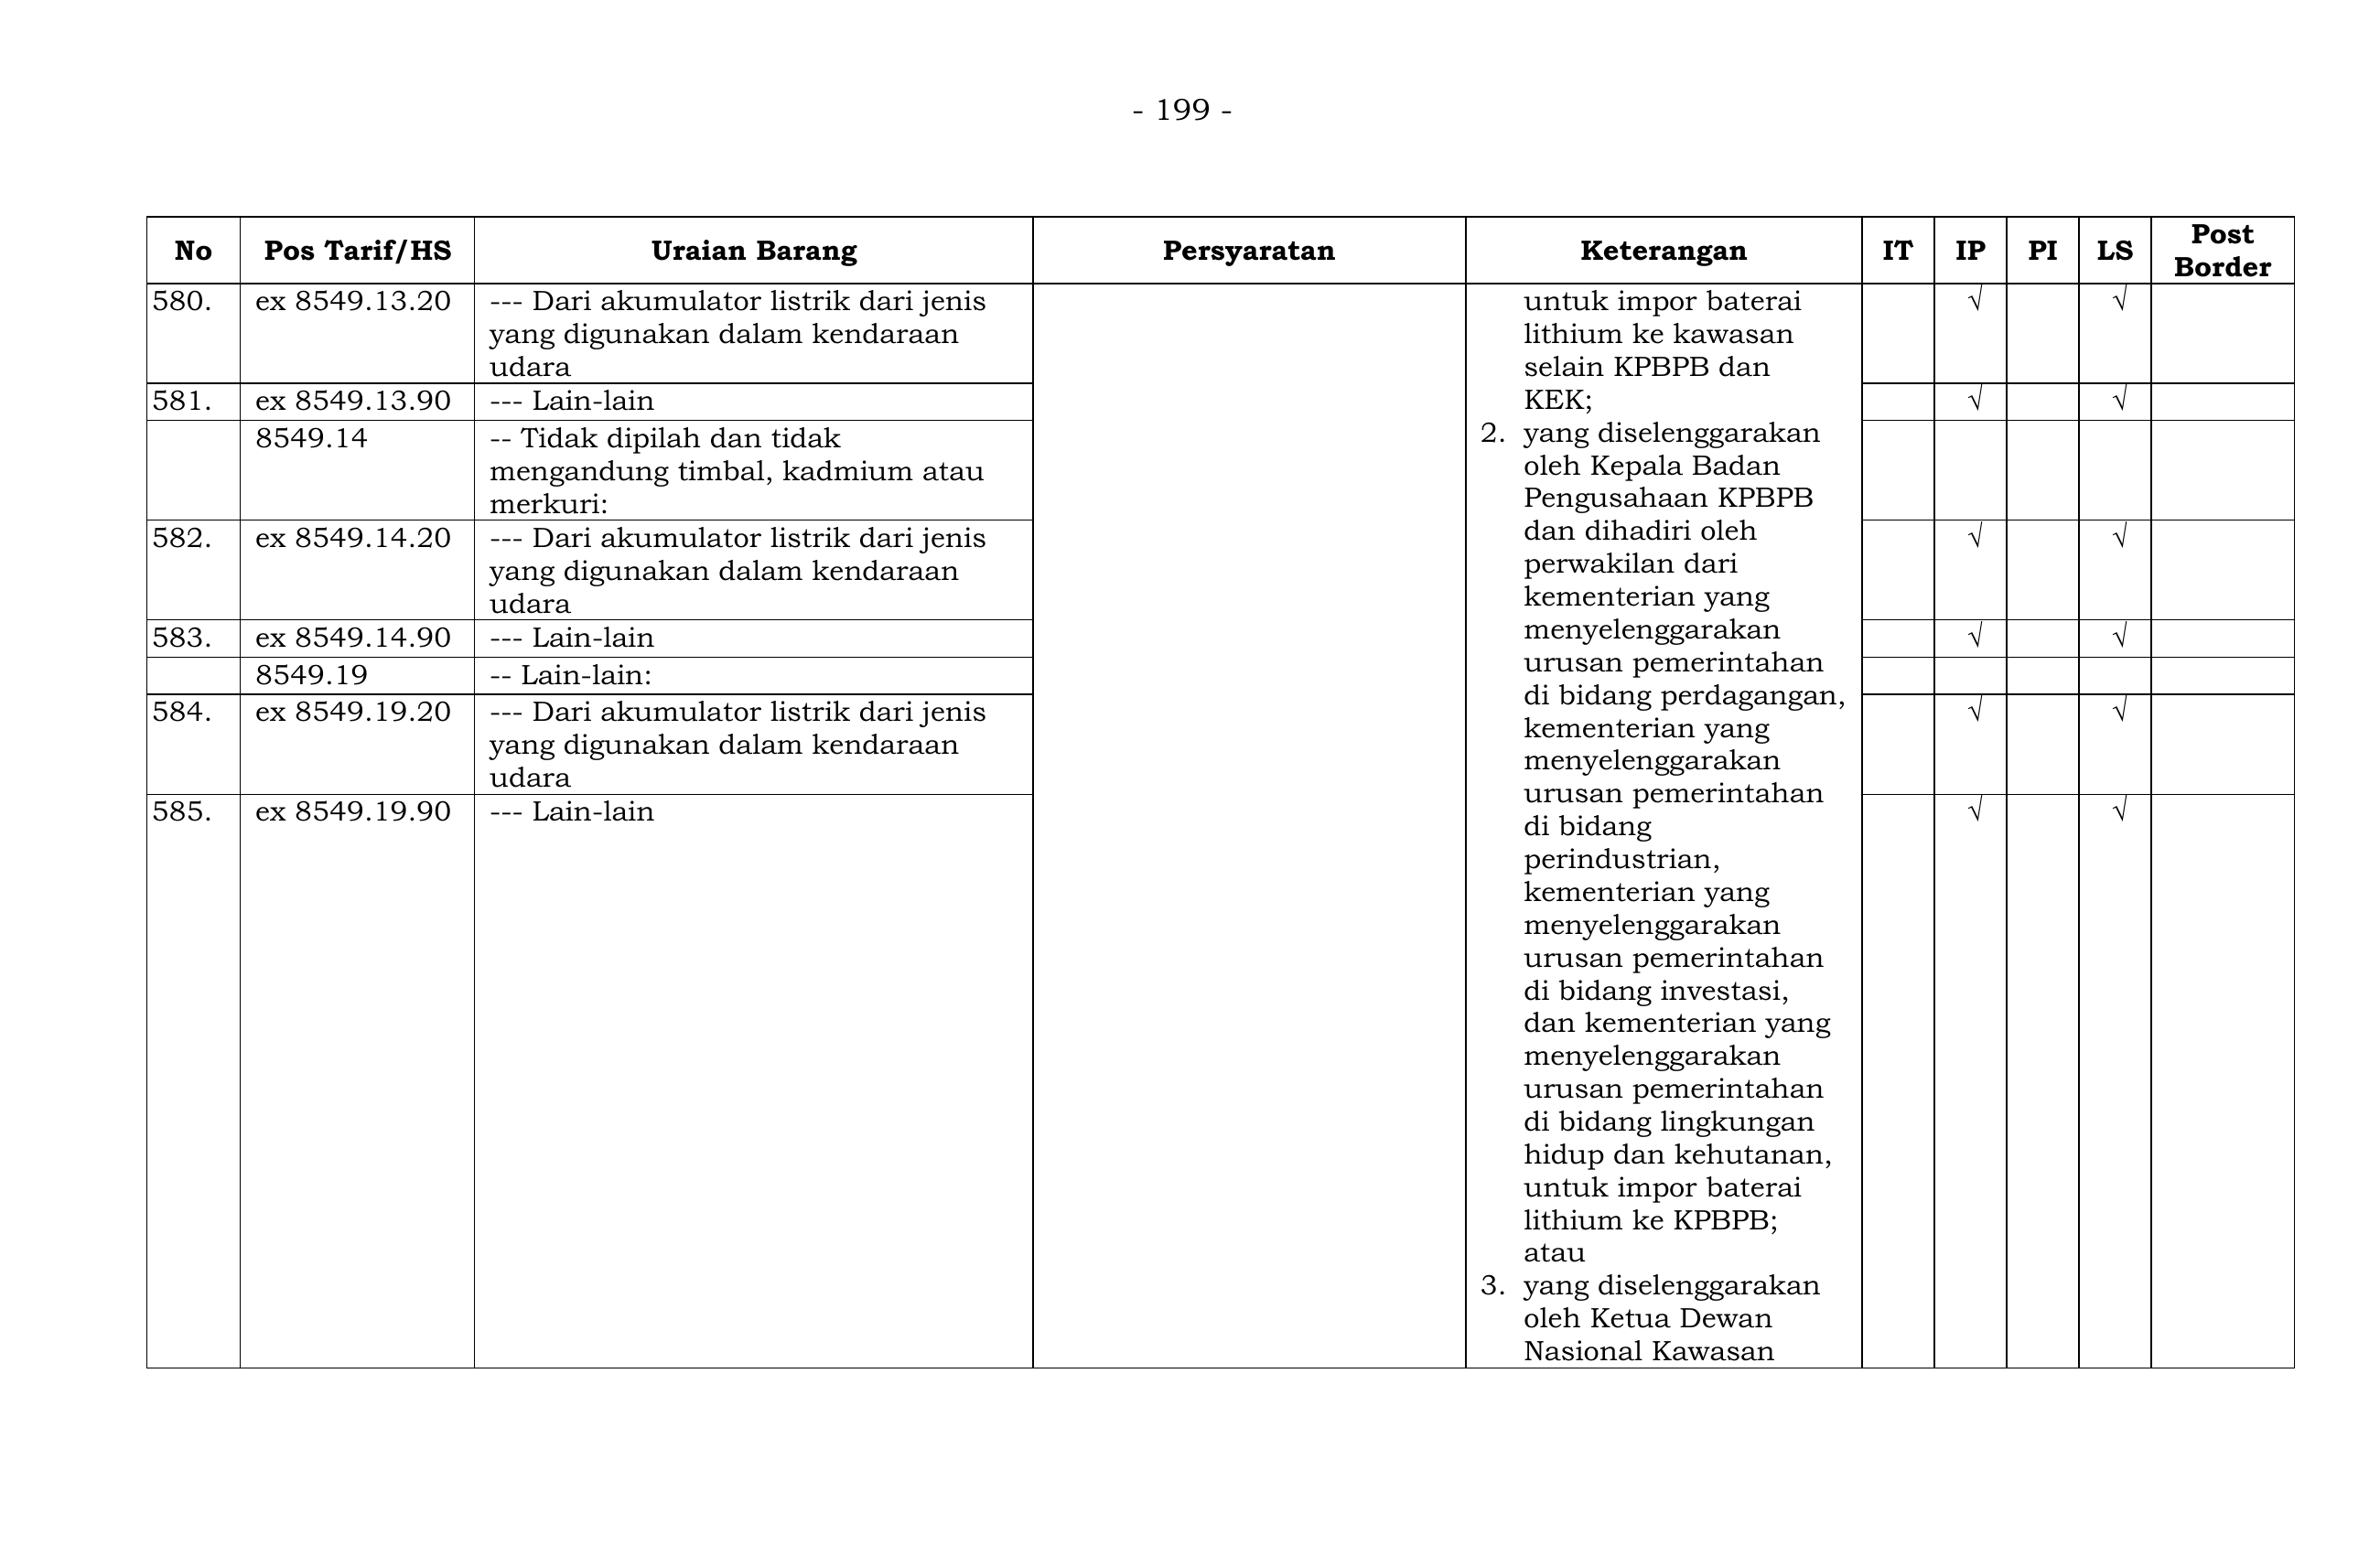 - 199 -
No Pos Tarif/HS Uraian Barang Persyaratan Keterangan IT IP PI LS Post Border
580. ex 8549.13.20 --- Dari akumulator listrik dari jenis
yang digunakan dalam kendaraan
udara
√ √
581. ex 8549.13.90 --- Lain-lain √ √
8549.14 -- Tidak dipilah dan tidak
mengandung timbal, kadmium atau
merkuri:
582. ex 8549.14.20 --- Dari akumulator listrik dari jenis
yang digunakan dalam kendaraan
udara
√ √
583. ex 8549.14.90 --- Lain-lain √ √
8549.19 -- Lain-lain:
584. ex 8549.19.20 --- Dari akumulator listrik dari jenis
yang digunakan dalam kendaraan
udara
√ √
585. ex 8549.19.90 --- Lain-lain √ √
untuk impor baterai
lithium ke kawasan
selain KPBPB dan
KEK;
2. yang diselenggarakan
oleh Kepala Badan
Pengusahaan KPBPB
dan dihadiri oleh
perwakilan dari
kementerian yang
menyelenggarakan
urusan pemerintahan
di bidang perdagangan,
kementerian yang
menyelenggarakan
urusan pemerintahan
di bidang
perindustrian,
kementerian yang
menyelenggarakan
urusan pemerintahan
di bidang investasi,
dan kementerian yang
menyelenggarakan
urusan pemerintahan
di bidang lingkungan
hidup dan kehutanan,
untuk impor baterai
lithium ke KPBPB;
atau
3. yang diselenggarakan
oleh Ketua Dewan
Nasional Kawasan